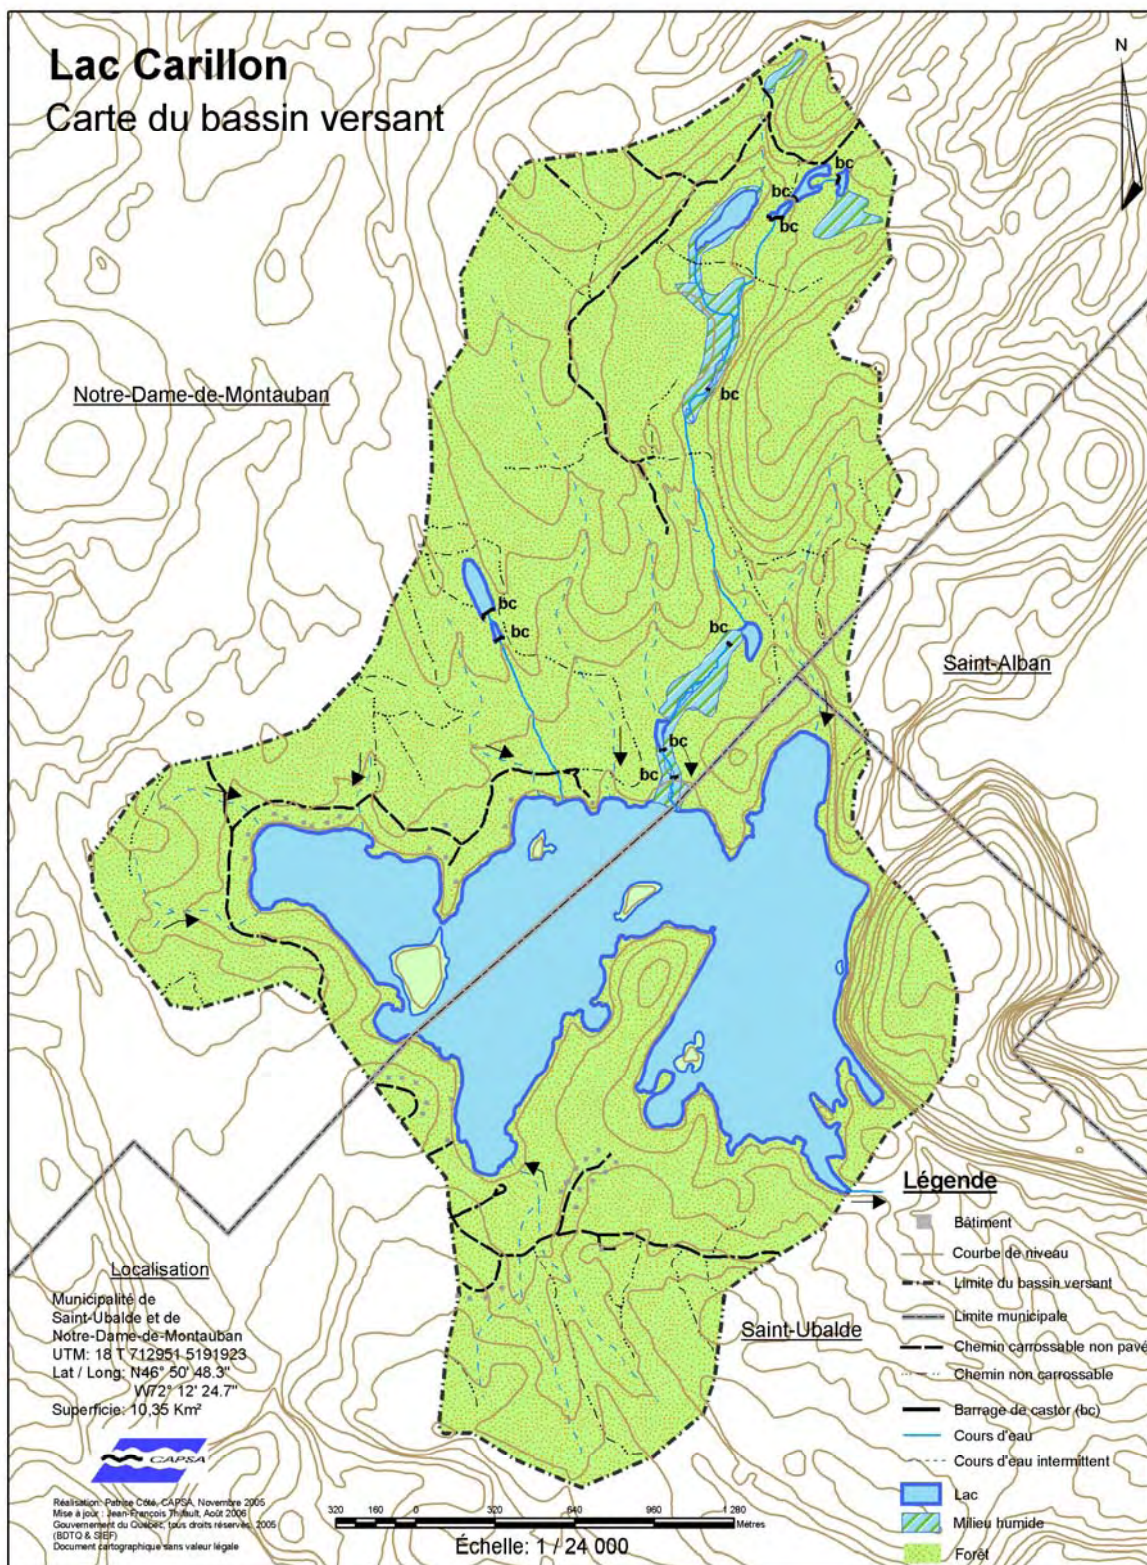 Lac Carillon
Carte du bassin versant
N
bc
bc
bc
Notre-Dame-de-Montauban
bc
bc
bc
bc
Saint-Alban
bc
bc
Légende
Bâtiment
Courbe de niveau
Limite du bassin versant
Limite municipale
Chemin carrossable non pavé
Chemin non carrossable
Barrage de castor (bc)
Cours d'eau
Cours d'eau intermittent
Lac
Milieu humide
Forêt
Saint-Ubalde
Localisation
Municipalité de
Saint-Ubalde et de
Notre-Dame-de-Montauban
UTM: 18 T 712951 5191923
Lat / Long: N46° 50' 48.3"
W72° 12' 24.7"
Superficie: 10,35 Km²
CAPSA
Réalisation: Patrice Côté, CAPSA, Novembre 2005
Mise à jour : Jean-François Thifault, Août 2006
Gouvernement du Québec, tous droits réservés, 2005
(BDTQ & SIEF)
Document cartographique sans valeur légale
320 160 0 320 640 960 1 280
Mètres
Échelle: 1 / 24 000